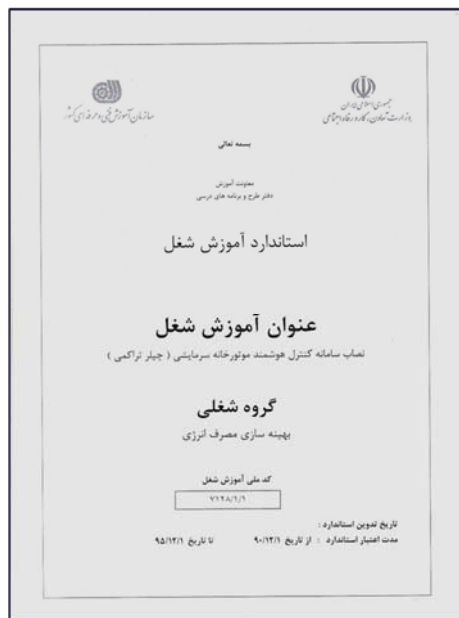 جمهوری اسلامی ایران
وزارت تعاون، کار و رفاه اجتماعی
سازمان آموزش فنی و حرفه ای کشور
بسمه تعالی
معاونت آموزش
دفتر طرح و برنامه های درسی
استاندارد آموزش شغل
عنوان آموزش شغل
نصاب سامانه کنترل هوشمند موتورخانه سرمایشی ( چیلر تراکمی )
گروه شغلی
بهینه سازی مصرف انرژی
کد ملی آموزش شغل
۷۱۲۸/۱/۱
تاریخ تدوین استاندارد :
مدت اعتبار استاندارد : از تاریخ ۹۰/۱۲/۱ تا تاریخ ۹۵/۱۲/۱